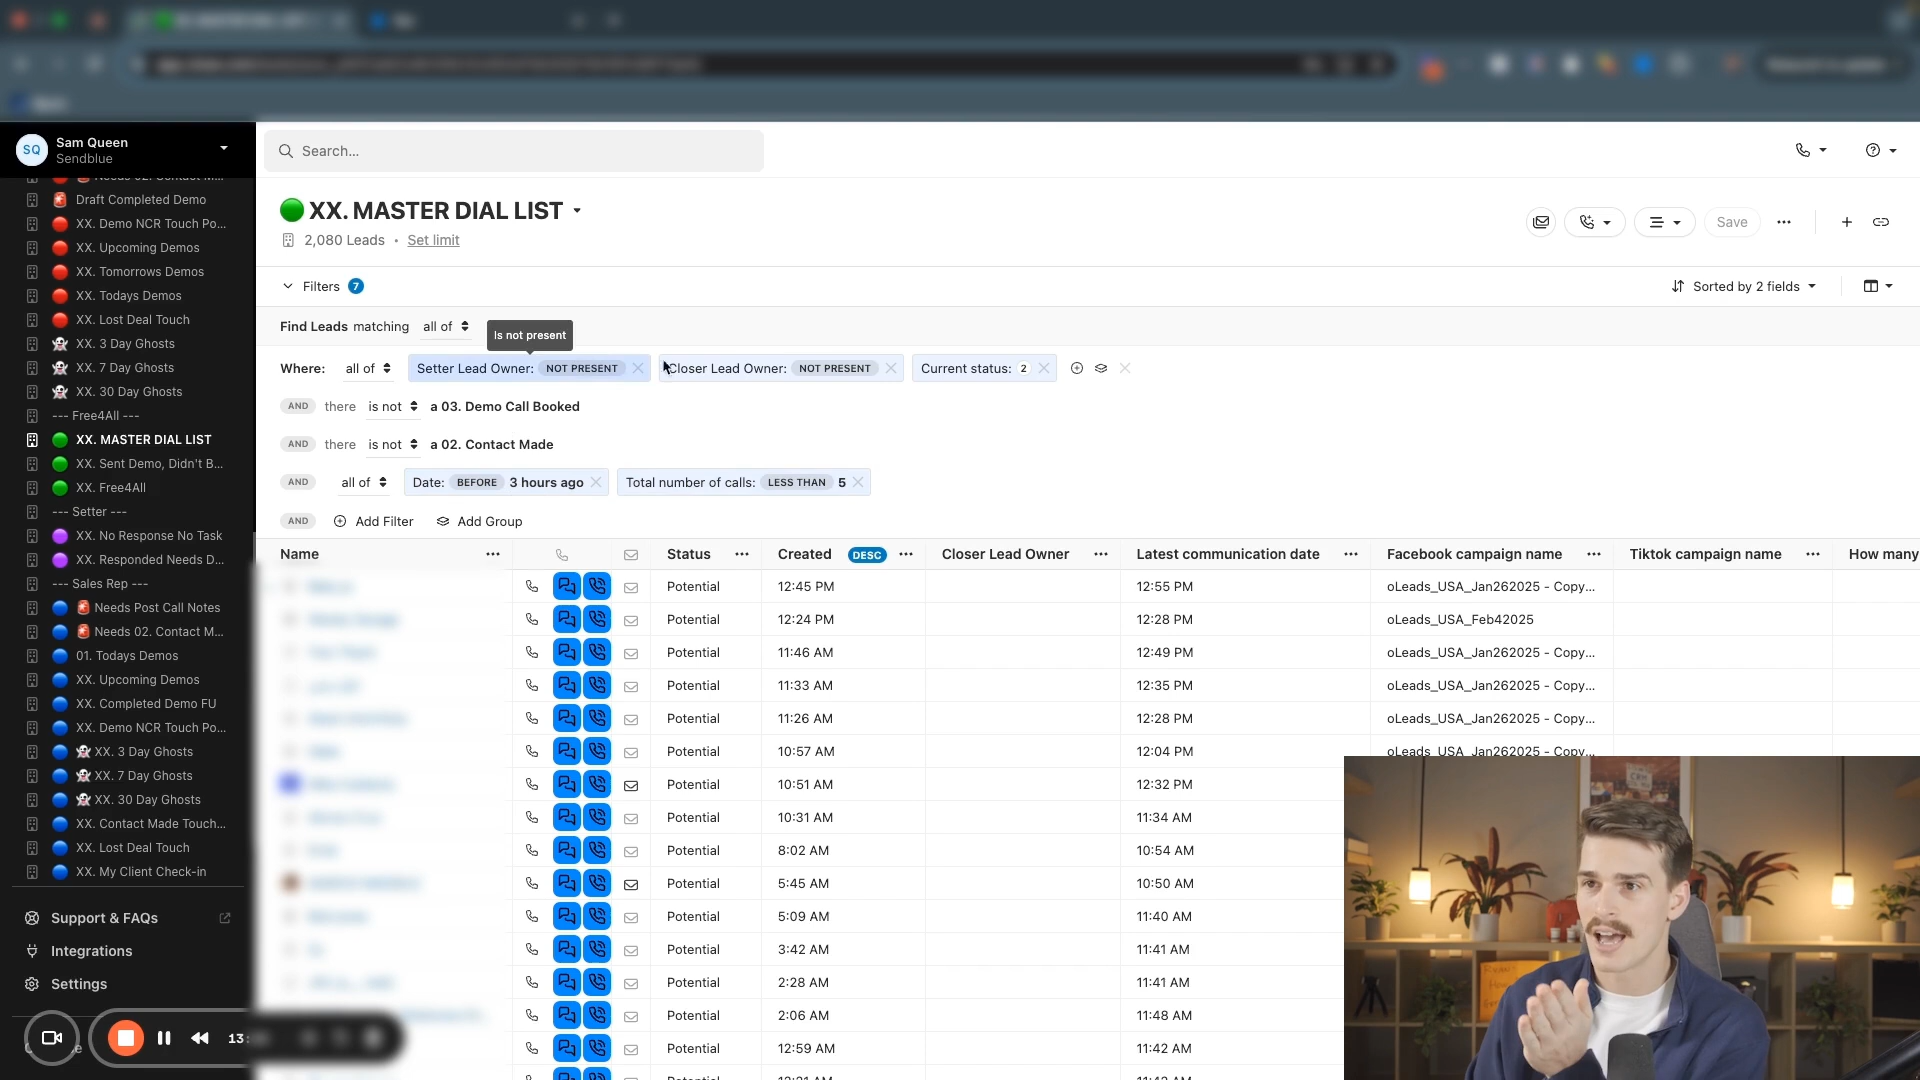 SQ
Sam Queen
Sendblue
Draft Completed Demo
XX. Demo NCR Touch Po...
XX. Upcoming Demos
XX. Tomorrows Demos
XX. Todays Demos
XX. Lost Deal Touch
XX. 3 Day Ghosts
XX. 7 Day Ghosts
XX. 30 Day Ghosts
--- Free4All ---
XX. MASTER DIAL LIST
XX. Sent Demo, Didn't B...
XX. Free4All
--- Setter ---
XX. No Response No Task
XX. Responded Needs D...
--- Sales Rep ---
Needs Post Call Notes
Needs 02. Contact M...
01. Todays Demos
XX. Upcoming Demos
XX. Completed Demo FU
XX. Demo NCR Touch Po...
XX. 3 Day Ghosts
XX. 7 Day Ghosts
XX. 30 Day Ghosts
XX. Contact Made Touch...
XX. Lost Deal Touch
XX. My Client Check-in
Support & FAQs
Integrations
Settings
13:
Search...
XX. MASTER DIAL LIST
2,080 Leads • Set limit
Save
Filters 7
Sorted by 2 fields
Find Leads matching all of
Is not present
Where: all of Setter Lead Owner: NOT PRESENT Closer Lead Owner: NOT PRESENT Current status: 2
AND there is not a 03. Demo Call Booked
AND there is not a 02. Contact Made
AND all of Date: BEFORE 3 hours ago Total number of calls: LESS THAN 5
AND Add Filter Add Group
Name Status Created DESC Closer Lead Owner Latest communication date Facebook campaign name Tiktok campaign name How many
Potential 12:45 PM 12:55 PM oLeads_USA_Jan262025 - Copy...
Potential 12:24 PM 12:28 PM oLeads_USA_Feb42025
Potential 11:46 AM 12:49 PM oLeads_USA_Jan262025 - Copy...
Potential 11:33 AM 12:35 PM oLeads_USA_Jan262025 - Copy...
Potential 11:26 AM 12:28 PM oLeads_USA_Jan262025 - Copy...
Potential 10:57 AM 12:04 PM oLeads_USA_Jan262025 - Copy...
Potential 10:51 AM 12:32 PM
Potential 10:31 AM 11:34 AM
Potential 8:02 AM 10:54 AM
Potential 5:45 AM 10:50 AM
Potential 5:09 AM 11:40 AM
Potential 3:42 AM 11:41 AM
Potential 2:28 AM 11:41 AM
Potential 2:06 AM 11:48 AM
Potential 12:59 AM 11:42 AM